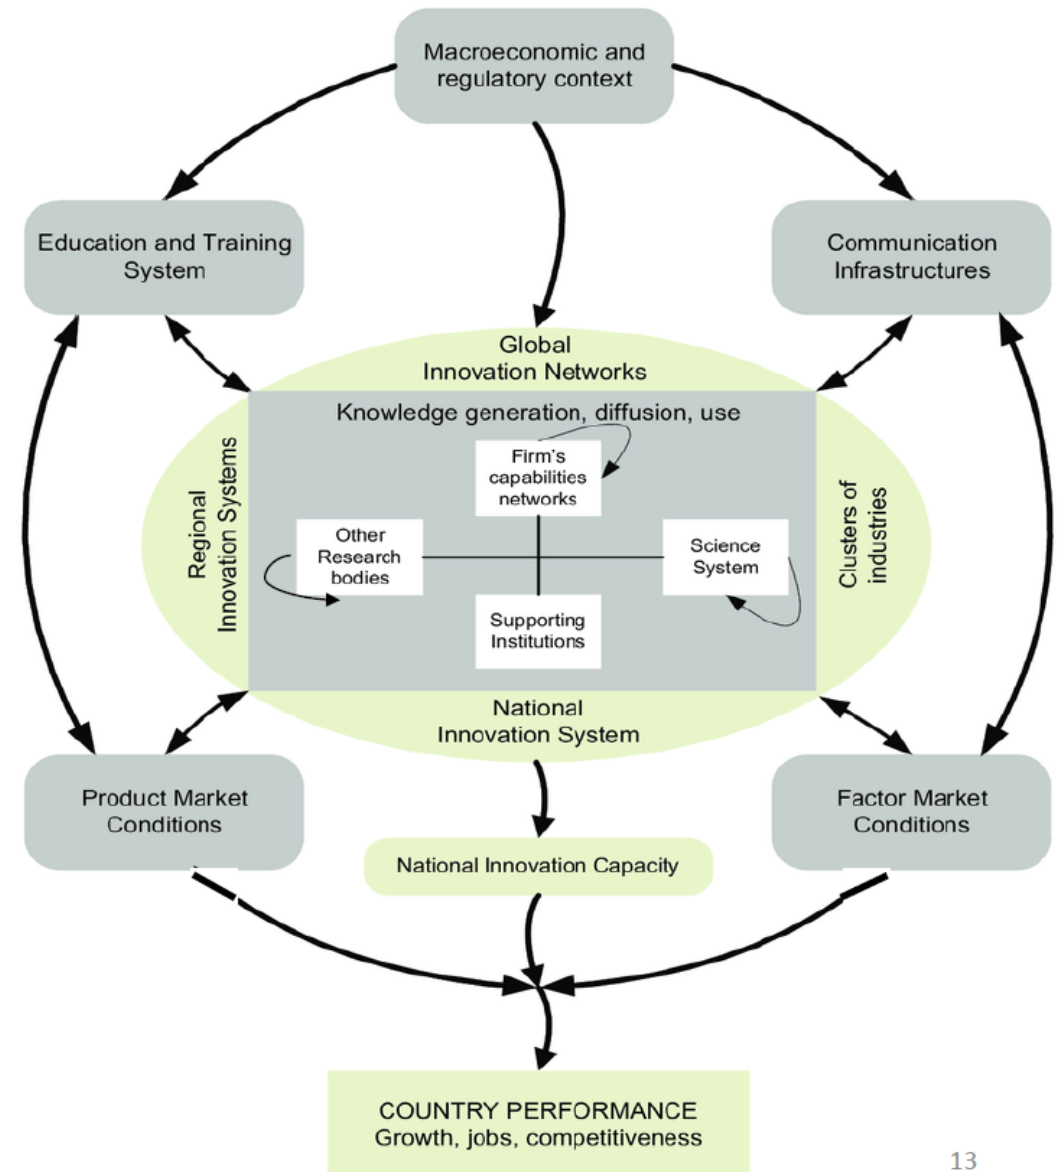 Macroeconomic and
regulatory context
Education and Training
System
Communication
Infrastructures
Global
Innovation Networks
Knowledge generation, diffusion, use
Regional
Innovation Systems
Firm's
capabilities
networks
Other
Research
bodies
Science
System
Supporting
Institutions
Clusters of
industries
National
Innovation System
Product Market
Conditions
Factor Market
Conditions
National Innovation Capacity
COUNTRY PERFORMANCE
Growth, jobs, competitiveness
13